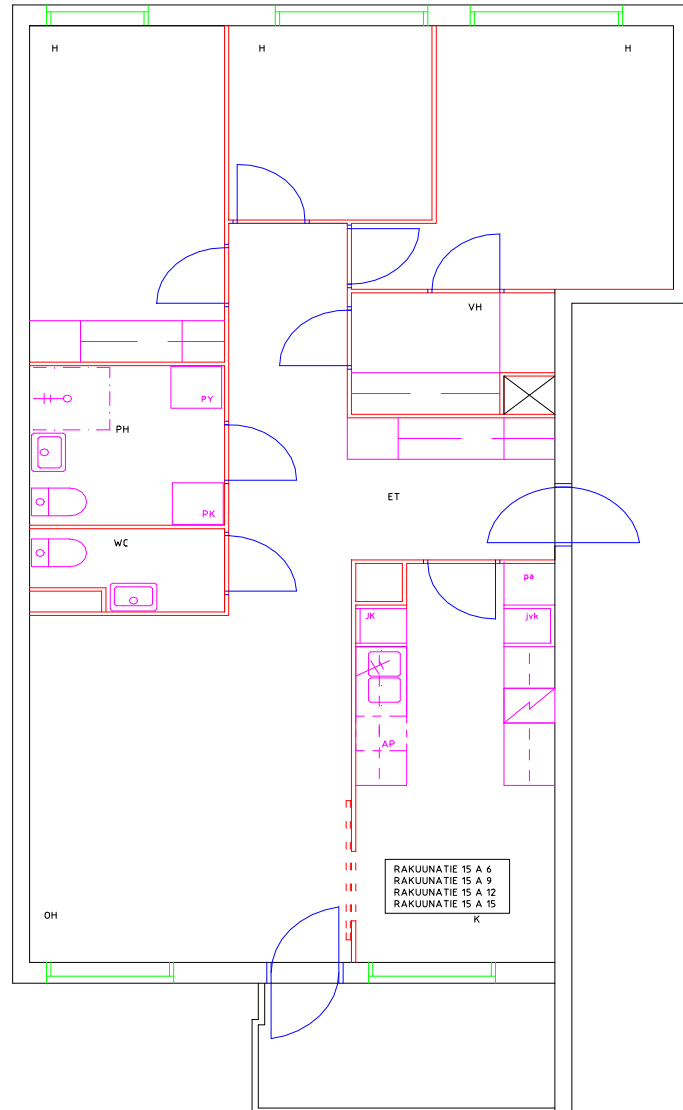 H
H
H
VH
PY
PH
PK
ET
WC
pa
JK
jvk
AP
RAKUUNATIE 15 A 6
RAKUUNATIE 15 A 9
RAKUUNATIE 15 A 12
RAKUUNATIE 15 A 15
OH
K